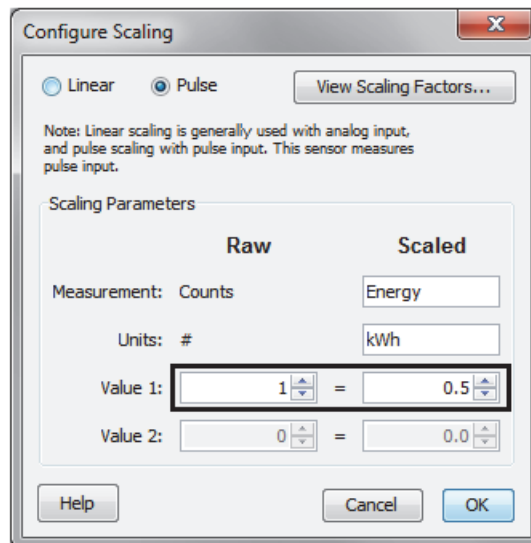 Configure Scaling
Linear Pulse View Scaling Factors...
Note: Linear scaling is generally used with analog input,
and pulse scaling with pulse input. This sensor measures
pulse input.
Scaling Parameters
Raw Scaled
Measurement: Counts Energy
Units: # kWh
Value 1: 1 = 0.5
Value 2: 0 = 0.0
Help Cancel OK